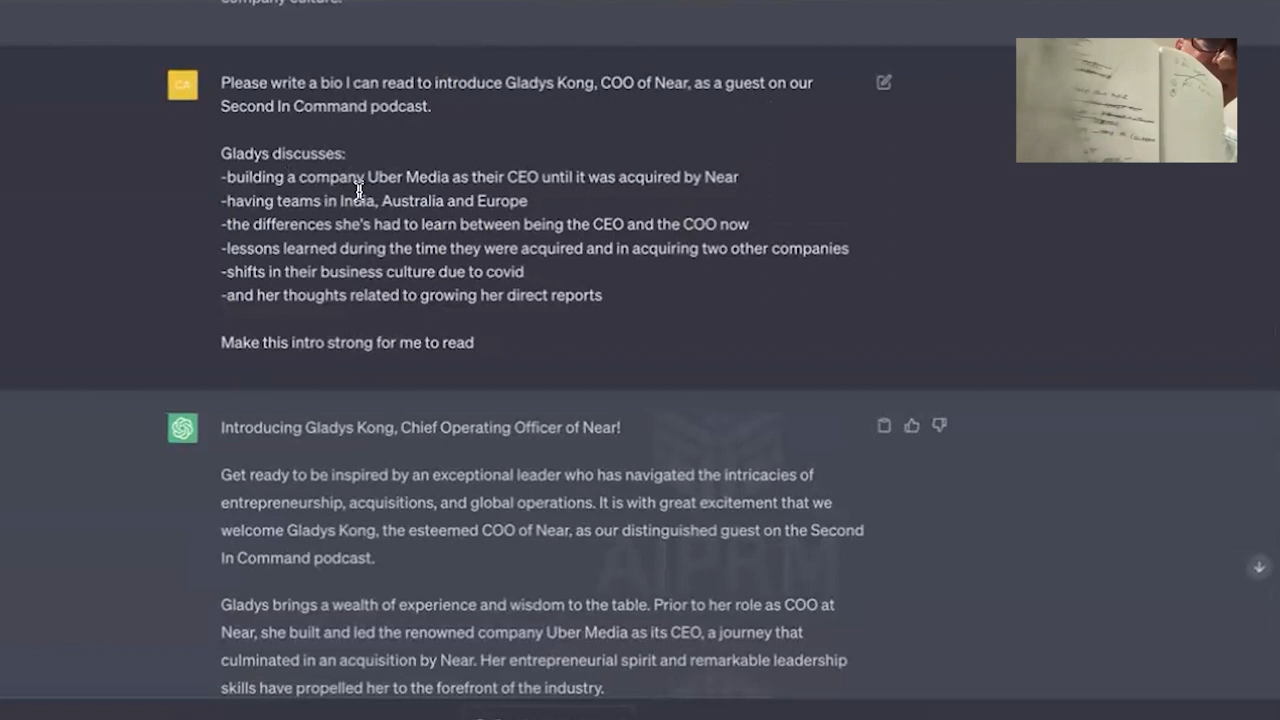 CA
Please write a bio I can read to introduce Gladys Kong, COO of Near, as a guest on our
Second In Command podcast.
Gladys discusses:
-building a company Uber Media as their CEO until it was acquired by Near
-having teams in India, Australia and Europe
-the differences she's had to learn between being the CEO and the COO now
-lessons learned during the time they were acquired and in acquiring two other companies
-shifts in their business culture due to covid
-and her thoughts related to growing her direct reports
Make this intro strong for me to read
Introducing Gladys Kong, Chief Operating Officer of Near!
Get ready to be inspired by an exceptional leader who has navigated the intricacies of
entrepreneurship, acquisitions, and global operations. It is with great excitement that we
welcome Gladys Kong, the esteemed COO of Near, as our distinguished guest on the Second
In Command podcast.
AIPRM
Gladys brings a wealth of experience and wisdom to the table. Prior to her role as COO at
Near, she built and led the renowned company Uber Media as its CEO, a journey that
culminated in an acquisition by Near. Her entrepreneurial spirit and remarkable leadership
skills have propelled her to the forefront of the industry.